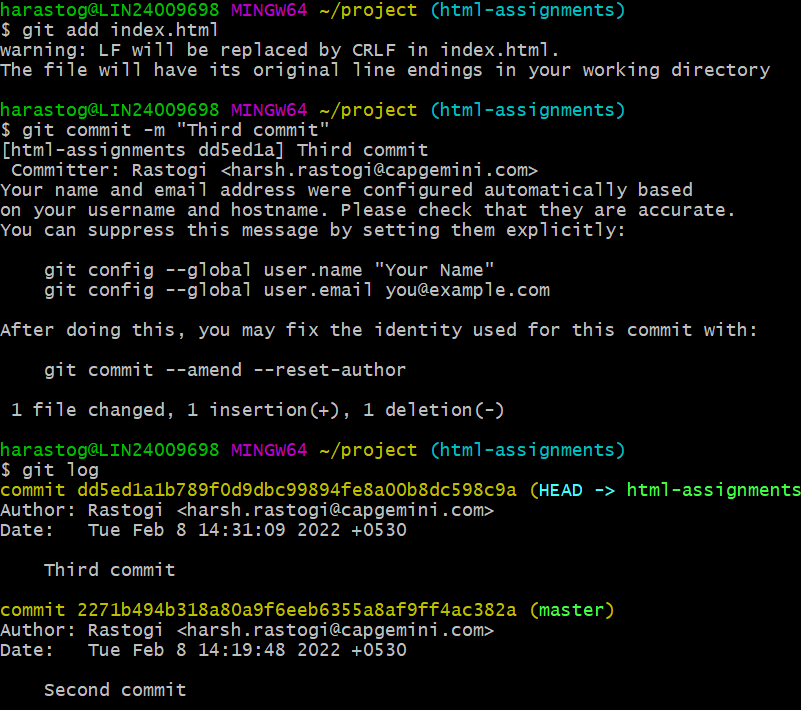 harastog@LIN24009698 MINGW64 ~/project (html-assignments)
$ git add index.html
warning: LF will be replaced by CRLF in index.html.
The file will have its original line endings in your working directory
harastog@LIN24009698 MINGW64 ~/project (html-assignments)
$ git commit -m "Third commit"
[html-assignments dd5ed1a] Third commit
 Committer: Rastogi <harsh.rastogi@capgemini.com>
Your name and email address were configured automatically based
on your username and hostname. Please check that they are accurate.
You can suppress this message by setting them explicitly:
    git config --global user.name "Your Name"
    git config --global user.email you@example.com
After doing this, you may fix the identity used for this commit with:
    git commit --amend --reset-author
 1 file changed, 1 insertion(+), 1 deletion(-)
harastog@LIN24009698 MINGW64 ~/project (html-assignments)
$ git log
commit dd5ed1a1b789f0d9dbc99894fe8a00b8dc598c9a (HEAD -> html-assignments
Author: Rastogi <harsh.rastogi@capgemini.com>
Date:   Tue Feb 8 14:31:09 2022 +0530
    Third commit
commit 2271b494b318a80a9f6eeb6355a8af9ff4ac382a (master)
Author: Rastogi <harsh.rastogi@capgemini.com>
Date:   Tue Feb 8 14:19:48 2022 +0530
    Second commit